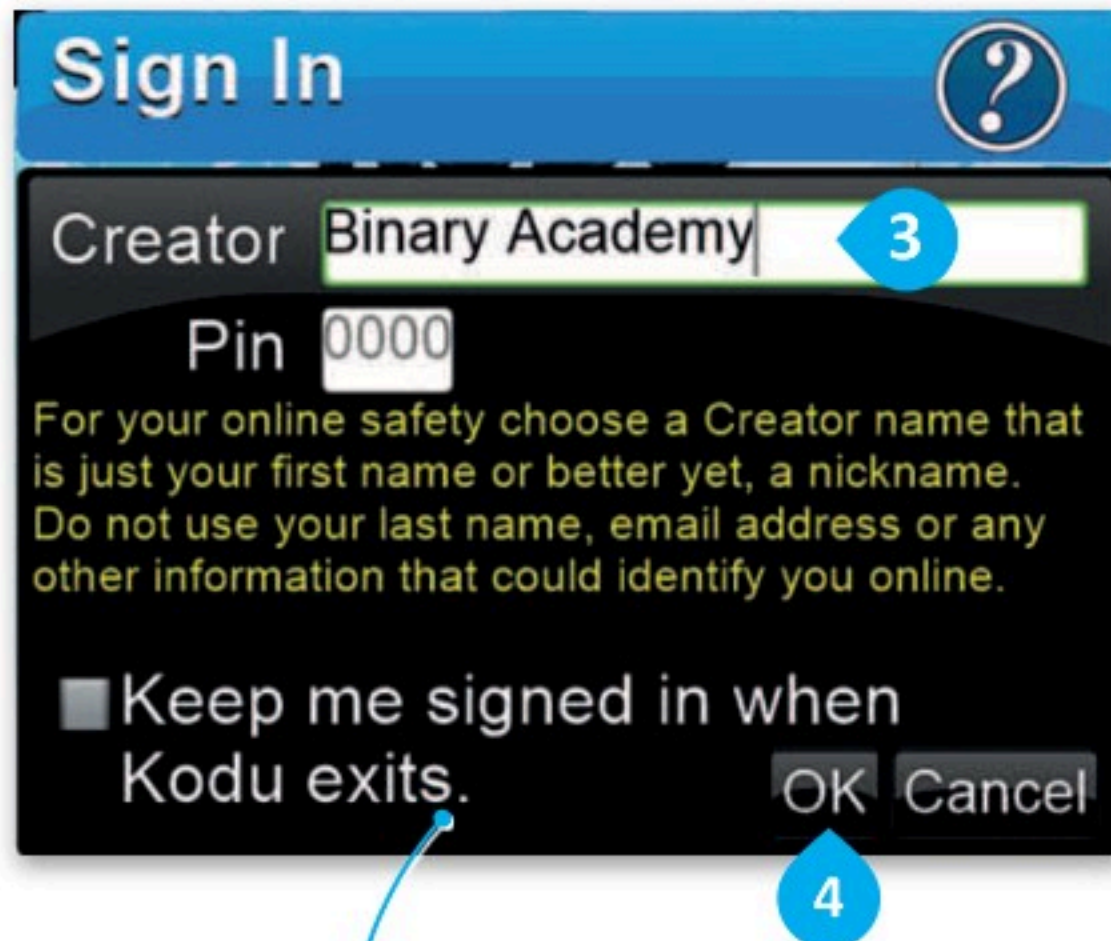 Sign In
?
Creator Binary Academy 3
Pin 0000
For your online safety choose a Creator name that
is just your first name or better yet, a nickname.
Do not use your last name, email address or any
other information that could identify you online.
Keep me signed in when
Kodu exits.
OK Cancel
4